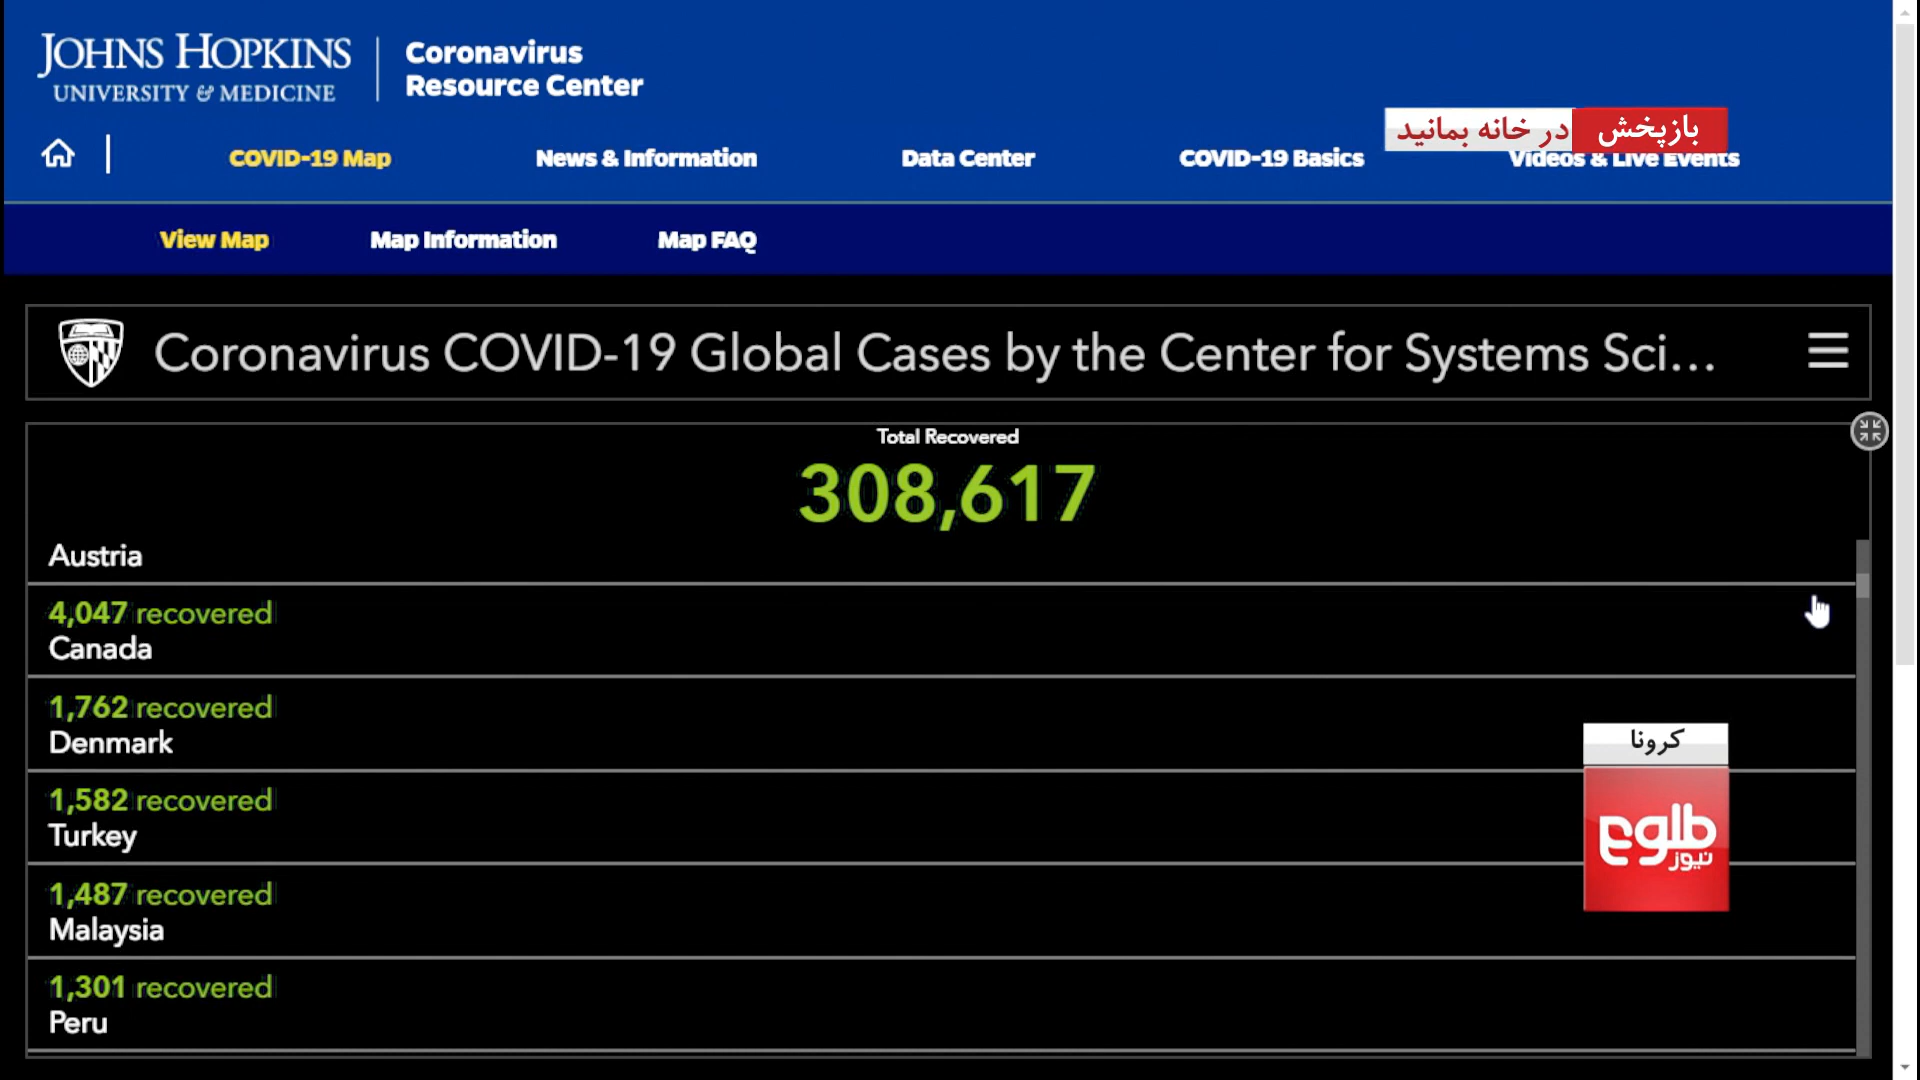 JOHNS HOPKINS
UNIVERSITY & MEDICINE
Coronavirus
Resource Center
بازپخش
در خانه بمانید
COVID-19 Map
News & Information
Data Center
COVID-19 Basics
Videos & Live Events
View Map
Map Information
Map FAQ
Coronavirus COVID-19 Global Cases by the Center for Systems Sci...
Total Recovered
308,617
Austria
4,047 recovered
Canada
1,762 recovered
Denmark
1,582 recovered
Turkey
1,487 recovered
Malaysia
1,301 recovered
Peru
کرونا
طلوع
نیوز